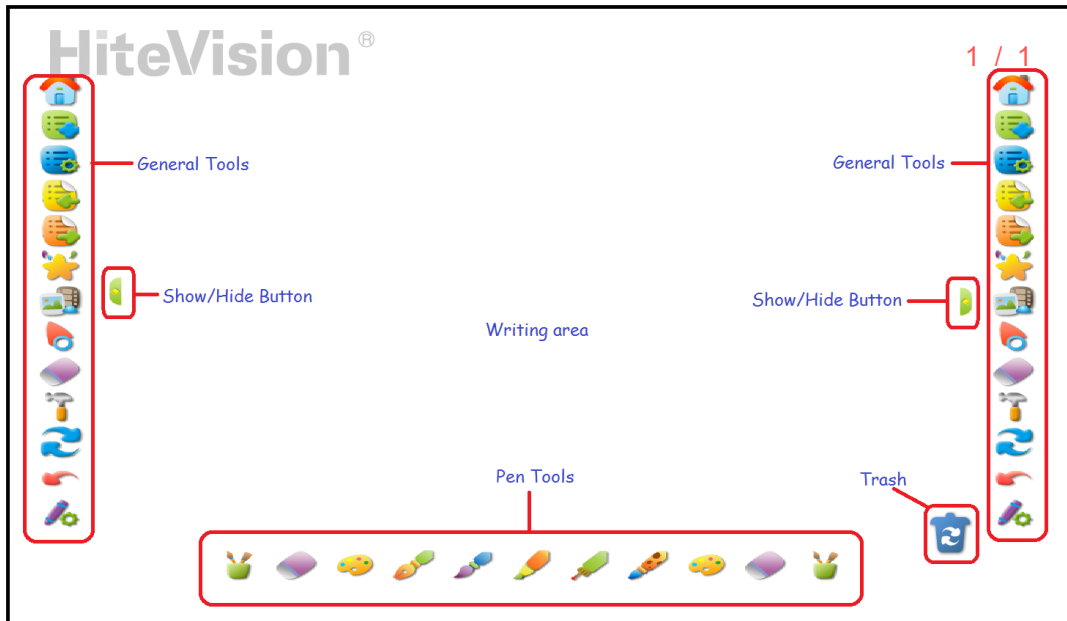 HiteVision®
1 / 1
General Tools
General Tools
Show/Hide Button
Show/Hide Button
Writing area
Pen Tools
Trash